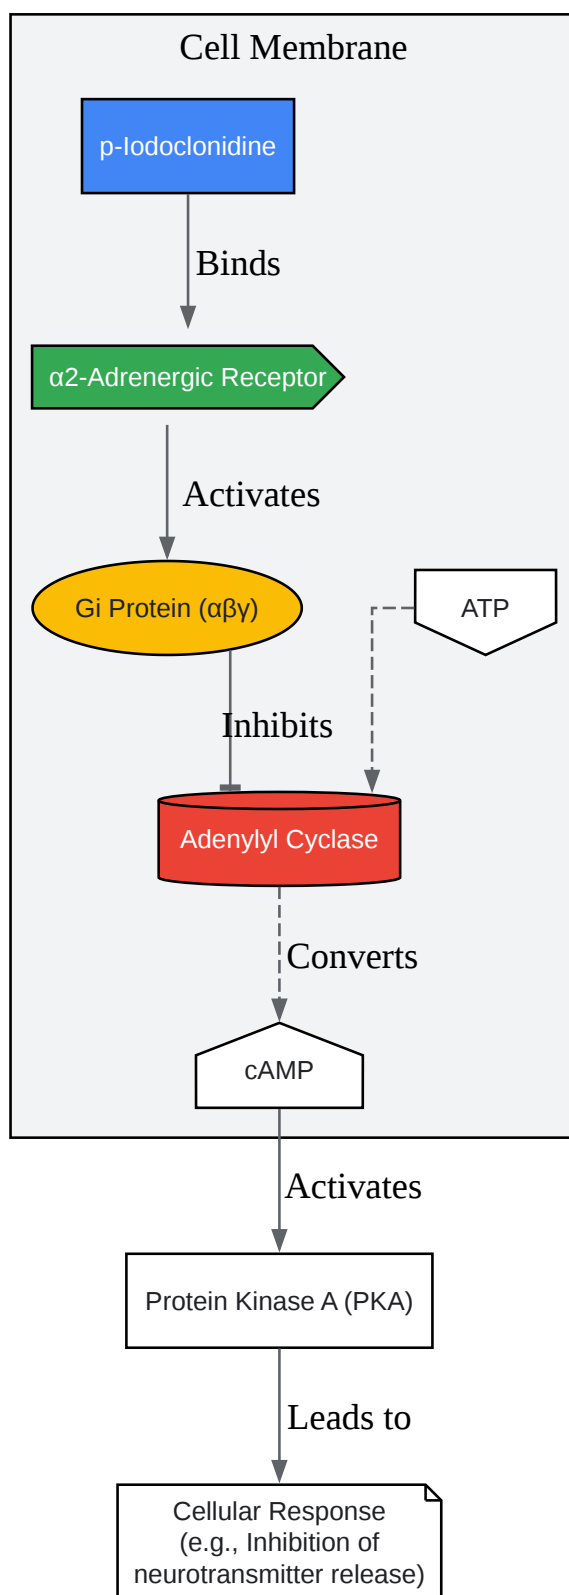 Cell Membrane
p-Iodoclonidine
Binds
α2-Adrenergic Receptor
Activates
Gi Protein (αβγ)
ATP
Inhibits
Adenylyl Cyclase
Converts
cAMP
Activates
Protein Kinase A (PKA)
Leads to
Cellular Response
(e.g., Inhibition of
neurotransmitter release)